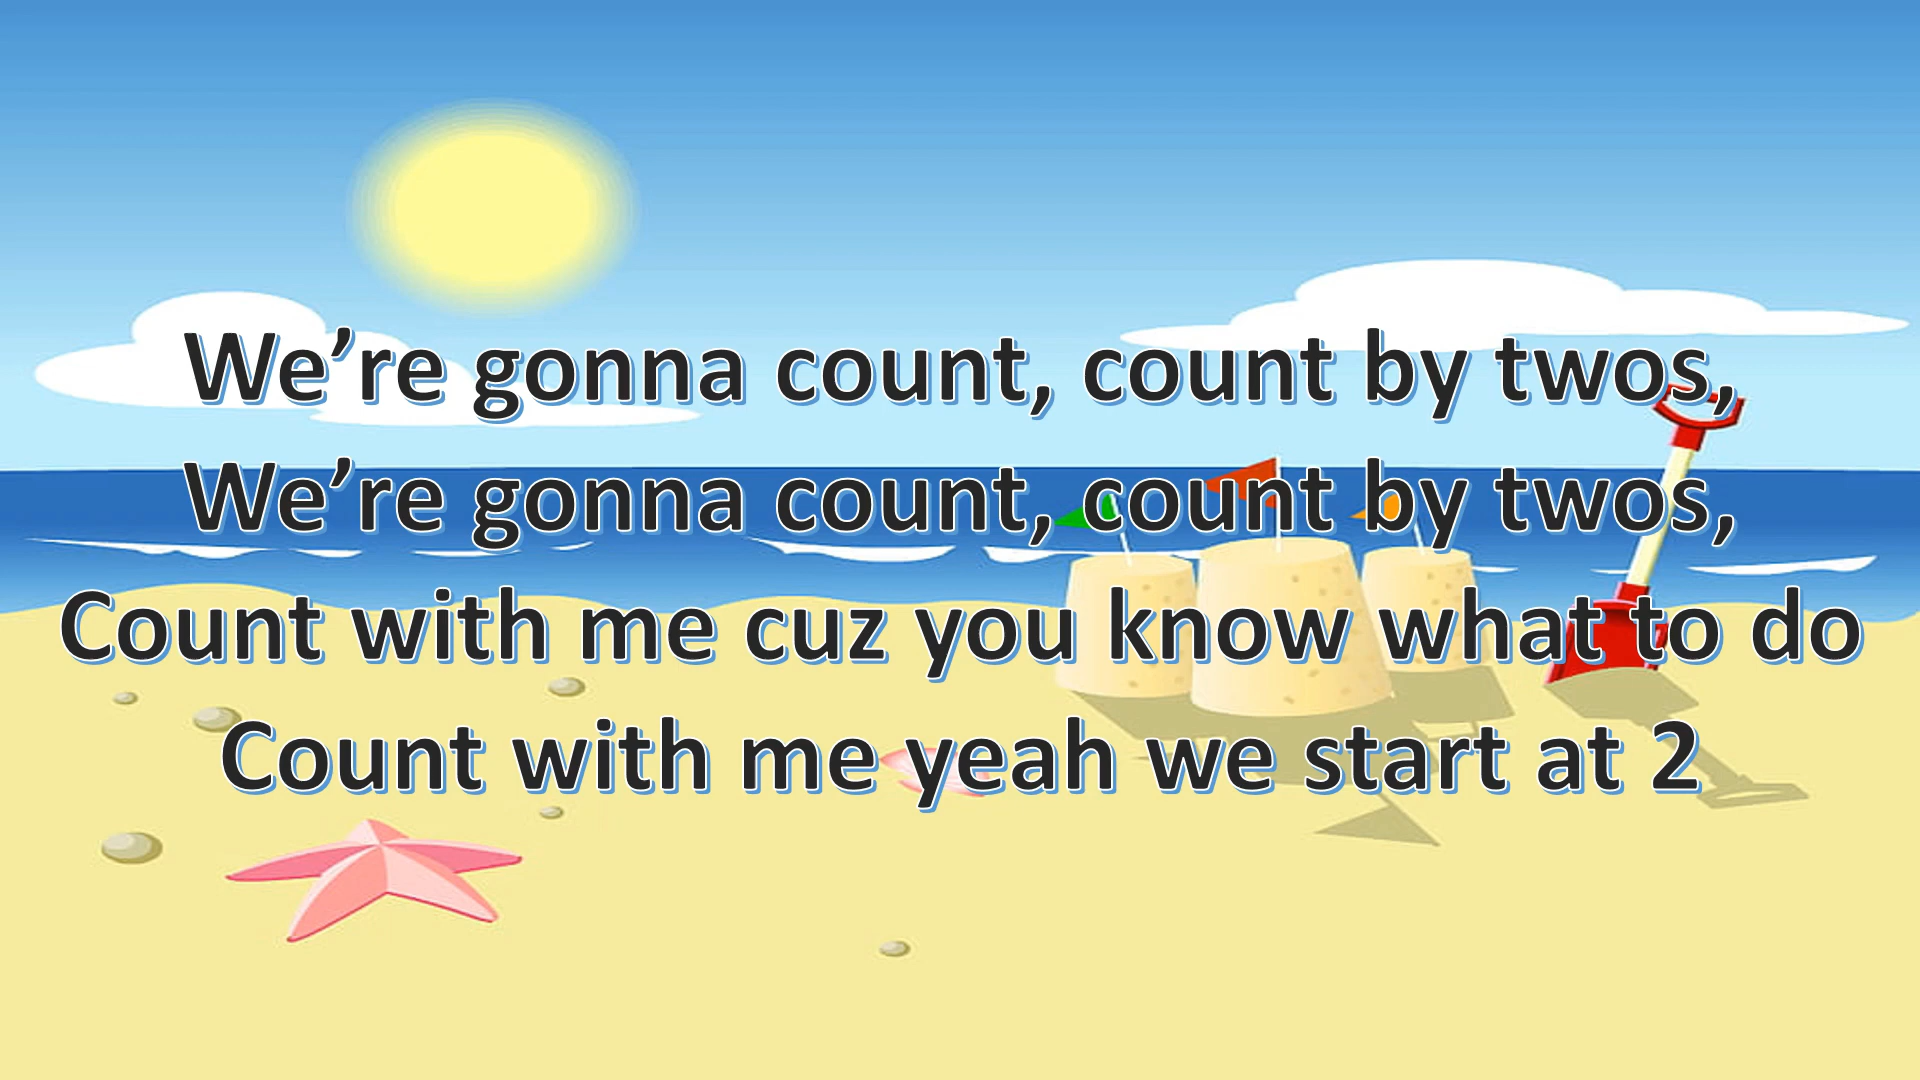 We’re gonna count, count by twos,
We’re gonna count, count by twos,
Count with me cuz you know what to do
Count with me yeah we start at 2